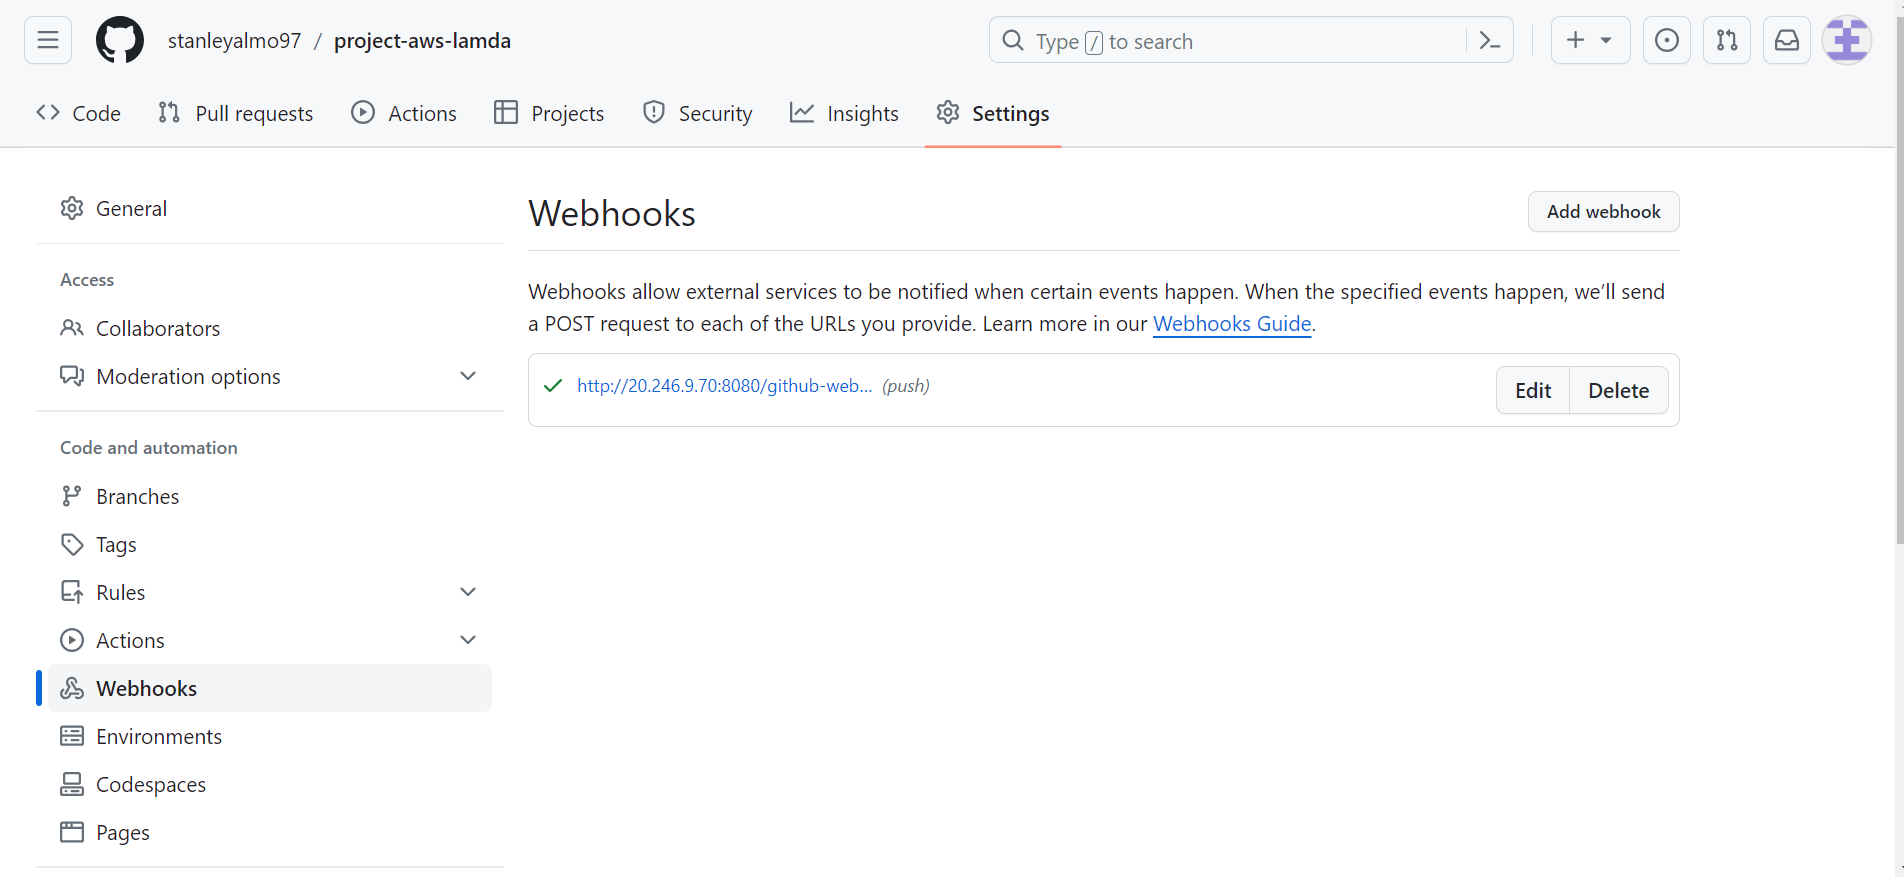 stanleyalmo97 / project-aws-lamda
Type / to search
Code Pull requests Actions Projects Security Insights Settings
General
Access
Collaborators
Moderation options
Code and automation
Branches
Tags
Rules
Actions
Webhooks
Environments
Codespaces
Pages
Webhooks
Add webhook
Webhooks allow external services to be notified when certain events happen. When the specified events happen, we’ll send
a POST request to each of the URLs you provide. Learn more in our Webhooks Guide.
http://20.246.9.70:8080/github-web... (push)
Edit Delete